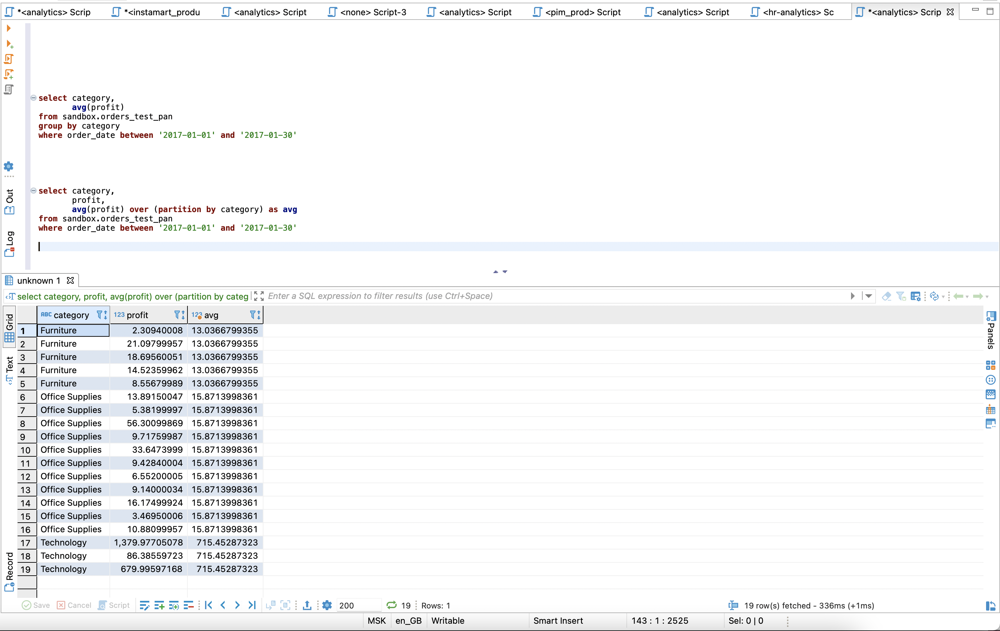 *<analytics> Scrip *<instamart_produ <analytics> Script <none> Script-3 <analytics> Script <pim_prod> Script <analytics> Script <hr-analytics> Sc *<analytics> Scrip
select category,
avg(profit)
from sandbox.orders_test_pan
group by category
where order_date between '2017-01-01' and '2017-01-30'
Out
Log
select category,
profit,
avg(profit) over (partition by category) as avg
from sandbox.orders_test_pan
where order_date between '2017-01-01' and '2017-01-30'
unknown 1
select category, profit, avg(profit) over (partition by categ Enter a SQL expression to filter results (use Ctrl+Space)
Grid
Text
Record
Panels
ABC category 123 profit 123 avg
1 Furniture 2.30940008 13.0366799355
2 Furniture 21.09799957 13.0366799355
3 Furniture 18.69560051 13.0366799355
4 Furniture 14.52359962 13.0366799355
5 Furniture 8.55679989 13.0366799355
6 Office Supplies 13.89150047 15.8713998361
7 Office Supplies 5.38199997 15.8713998361
8 Office Supplies 56.30099869 15.8713998361
9 Office Supplies 9.71759987 15.8713998361
10 Office Supplies 33.6473999 15.8713998361
11 Office Supplies 9.42840004 15.8713998361
12 Office Supplies 6.55200005 15.8713998361
13 Office Supplies 9.14000034 15.8713998361
14 Office Supplies 16.17499924 15.8713998361
15 Office Supplies 3.46950006 15.8713998361
16 Office Supplies 10.88099957 15.8713998361
17 Technology 1,379.97705078 715.45287323
18 Technology 86.38559723 715.45287323
19 Technology 679.99597168 715.45287323
Save Cancel Script 200 19 Rows: 1 19 row(s) fetched - 336ms (+1ms)
MSK en_GB Writable Smart Insert 143 : 1 : 2525 Sel: 0 | 0